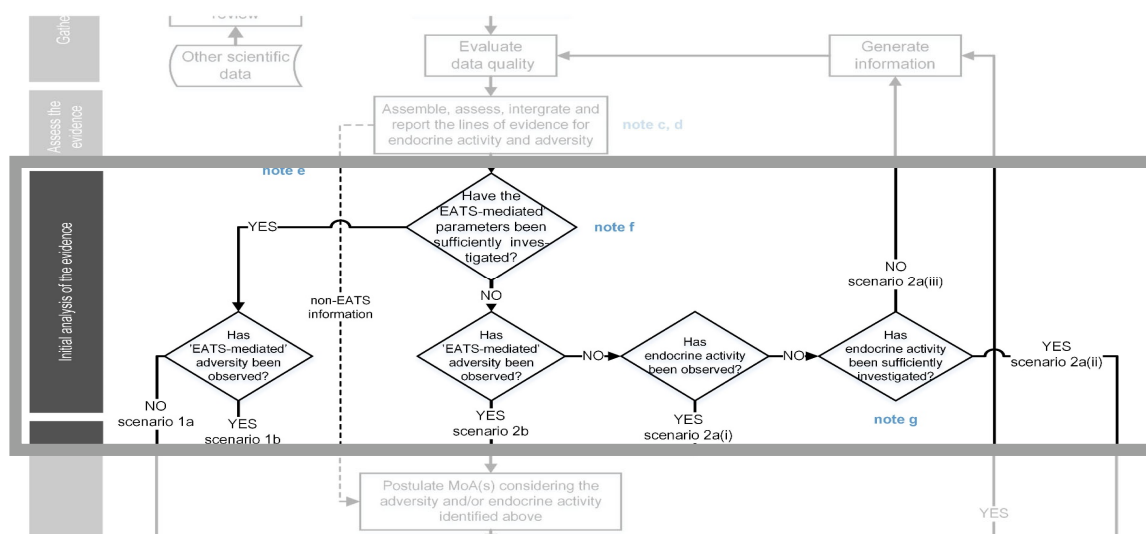 Gathe
review
Other scientific
data
Evaluate
data quality
Generate
information
Assess the
evidence
Assemble, assess, intergrate and
report the lines of evidence for
endocrine activity and adversity
note c, d
note e
Initial analysis of the evidence
Have the
'EATS-mediated'
parameters been
sufficiently inves-
tigated?
note f
YES
NO
non-EATS
information
NO
scenario 2a(iii)
Has
'EATS-mediated'
adversity been
observed?
Has
'EATS-mediated'
adversity been
observed?
NO
Has
endocrine activity
been observed?
NO
Has
endocrine activity
been sufficiently
investigated?
YES
scenario 2a(ii)
NO
scenario 1a
YES
scenario 1b
YES
scenario 2b
YES
scenario 2a(i)
note g
Postulate MoA(s) considering the
adversity and/or endocrine activity
identified above
YES